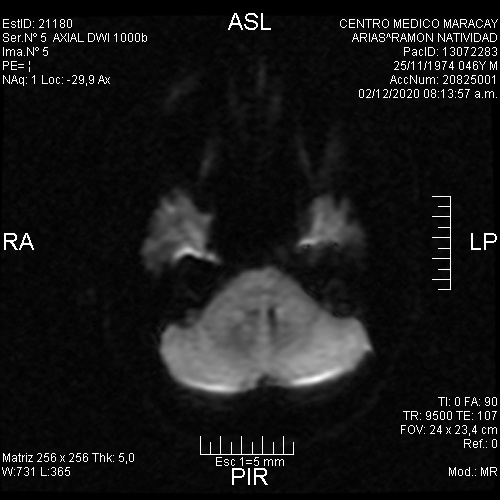 EstID: 21180
Ser.Nº 5 AXIAL DWI 1000b
Ima.Nº 5
PE= ¦
NAq: 1 Loc: -29,9 Ax
ASL
CENTRO MEDICO MARACAY
ARIAS^RAMON NATIVIDAD
PacID: 13072283
25/11/1974 046Y M
AccNum: 20825001
02/12/2020 08:13:57 a.m.
RA
LP
TI: 0 FA: 90
TR: 9500 TE: 107
FOV: 24 x 23,4 cm
Ref.: 0
Matriz 256 x 256 Thk: 5,0
W:731 L:365
Esc 1=5 mm
PIR
Mod.: MR